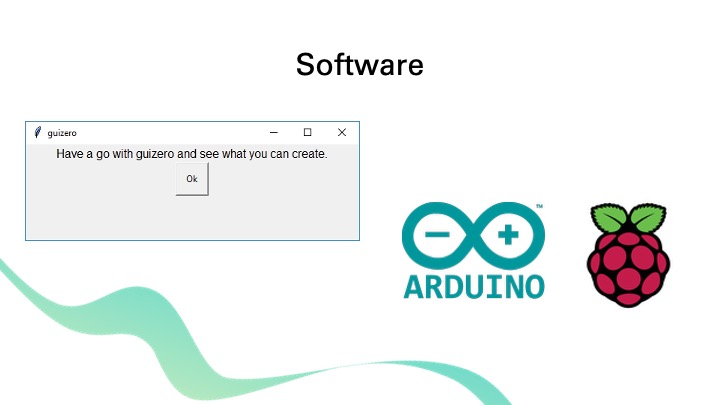 Software
guizero
Have a go with guizero and see what you can create.
Ok
ARDUINO
TM